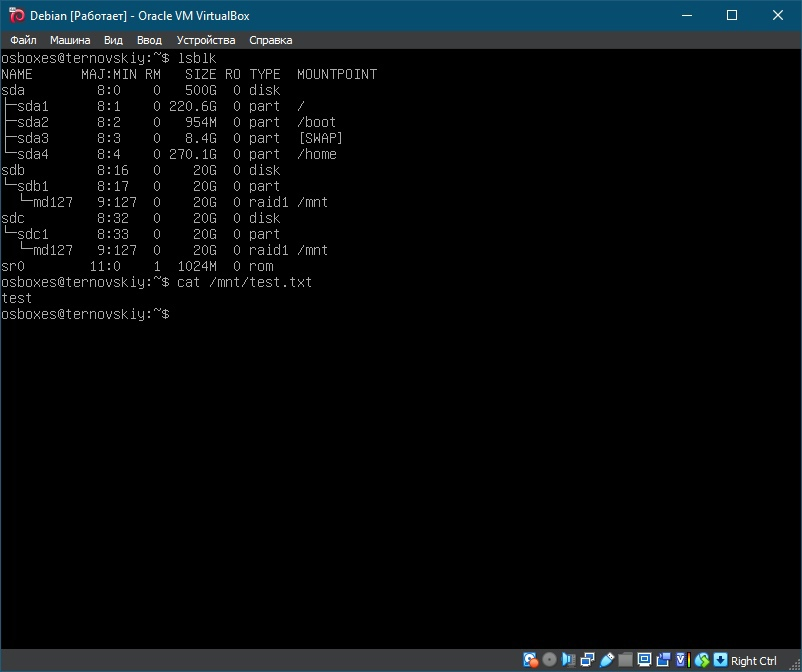 Debian [Работает] - Oracle VM VirtualBox
Файл Машина Вид Ввод Устройства Справка
osboxes@ternovskiy:~$ lsblk
NAME      MAJ:MIN RM   SIZE RO TYPE  MOUNTPOINT
sda         8:0    0   500G  0 disk
├─sda1      8:1    0 220.6G  0 part  /
├─sda2      8:2    0   954M  0 part  /boot
├─sda3      8:3    0   8.4G  0 part  [SWAP]
└─sda4      8:4    0 270.1G  0 part  /home
sdb         8:16   0    20G  0 disk
└─sdb1      8:17   0    20G  0 part
  └─md127   9:127  0    20G  0 raid1 /mnt
sdc         8:32   0    20G  0 disk
└─sdc1      8:33   0    20G  0 part
  └─md127   9:127  0    20G  0 raid1 /mnt
sr0        11:0    1  1024M  0 rom
osboxes@ternovskiy:~$ cat /mnt/test.txt
test
osboxes@ternovskiy:~$
Right Ctrl